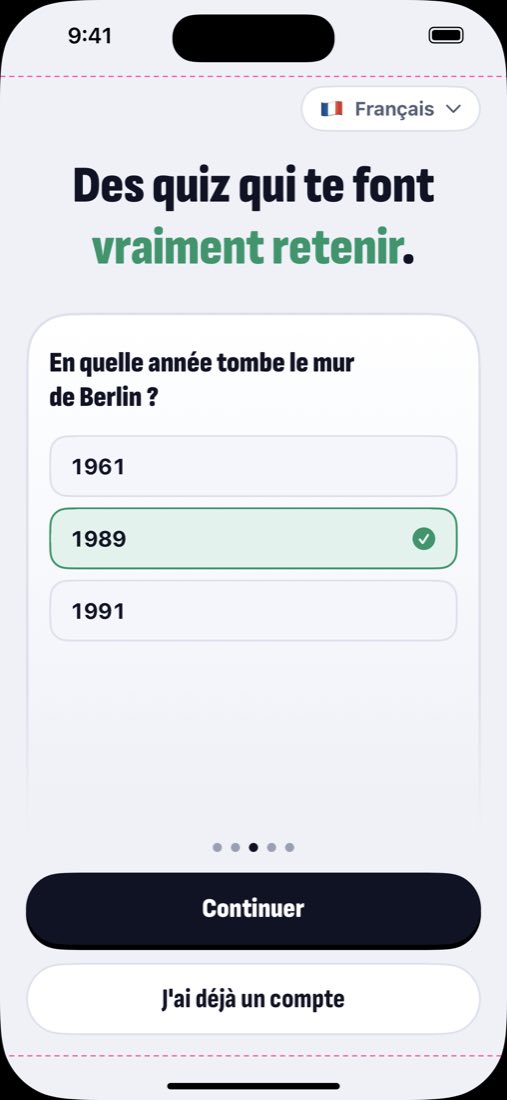 9:41
Français
Des quiz qui te font
vraiment retenir.
En quelle année tombe le mur
de Berlin ?
1961
1989
1991
Continuer
J'ai déjà un compte